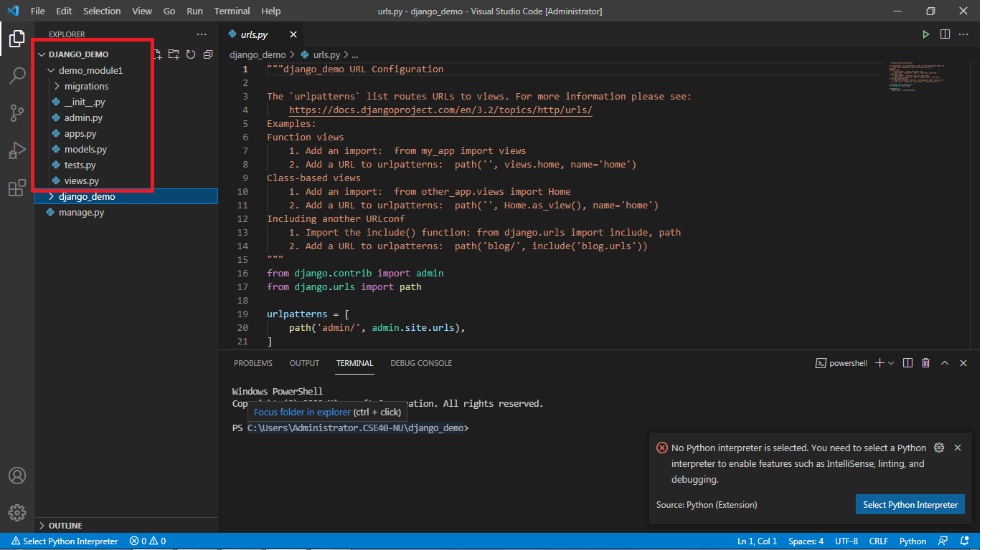 File Edit Selection View Go Run Terminal Help
urls.py - django_demo - Visual Studio Code [Administrator]
EXPLORER
DJANGO_DEMO
demo_module1
migrations
__init__.py
admin.py
apps.py
models.py
tests.py
views.py
django_demo
manage.py
OUTLINE
urls.py
django_demo > urls.py > ...
1 """django_demo URL Configuration
2
3 The `urlpatterns` list routes URLs to views. For more information please see:
4 https://docs.djangoproject.com/en/3.2/topics/http/urls/
5 Examples:
6 Function views
7 1. Add an import:  from my_app import views
8 2. Add a URL to urlpatterns:  path('', views.home, name='home')
9 Class-based views
10 1. Add an import:  from other_app.views import Home
11 2. Add a URL to urlpatterns:  path('', Home.as_view(), name='home')
12 Including another URLconf
13 1. Import the include() function: from django.urls import include, path
14 2. Add a URL to urlpatterns:  path('blog/', include('blog.urls'))
15 """
16 from django.contrib import admin
17 from django.urls import path
18
19 urlpatterns = [
20 path('admin/', admin.site.urls),
21 ]
PROBLEMS OUTPUT TERMINAL DEBUG CONSOLE
powershell
Windows PowerShell
All rights reserved.
Focus folder in explorer (ctrl + click)
PS C:\Users\Administrator.CSE40-NU\django_demo>
No Python interpreter is selected. You need to select a Python
interpreter to enable features such as IntelliSense, linting, and
debugging.
Source: Python (Extension)
Select Python Interpreter
Select Python Interpreter 0 0
Ln 1, Col 1 Spaces: 4 UTF-8 CRLF Python